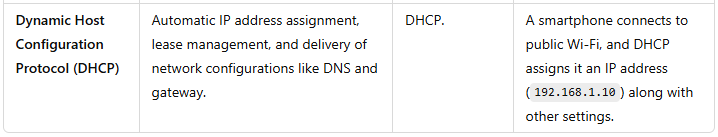 Dynamic Host
Configuration
Protocol (DHCP)
Automatic IP address assignment,
lease management, and delivery of
network configurations like DNS and
gateway.
DHCP.
A smartphone connects to
public Wi-Fi, and DHCP
assigns it an IP address
( 192.168.1.10 ) along with
other settings.